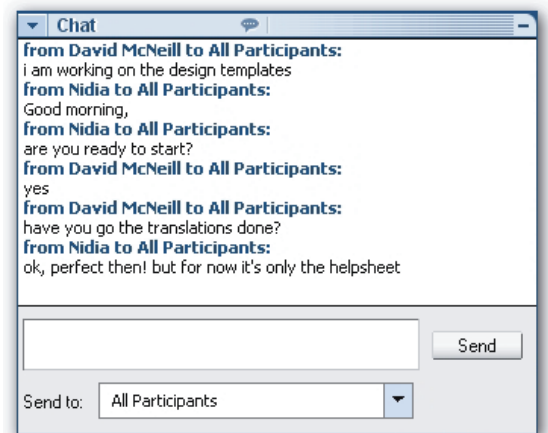 Chat
from David McNeill to All Participants:
i am working on the design templates
from Nidia to All Participants:
Good morning,
from Nidia to All Participants:
are you ready to start?
from David McNeill to All Participants:
yes
from David McNeill to All Participants:
have you go the translations done?
from Nidia to All Participants:
ok, perfect then! but for now it's only the helpsheet
Send
Send to: All Participants